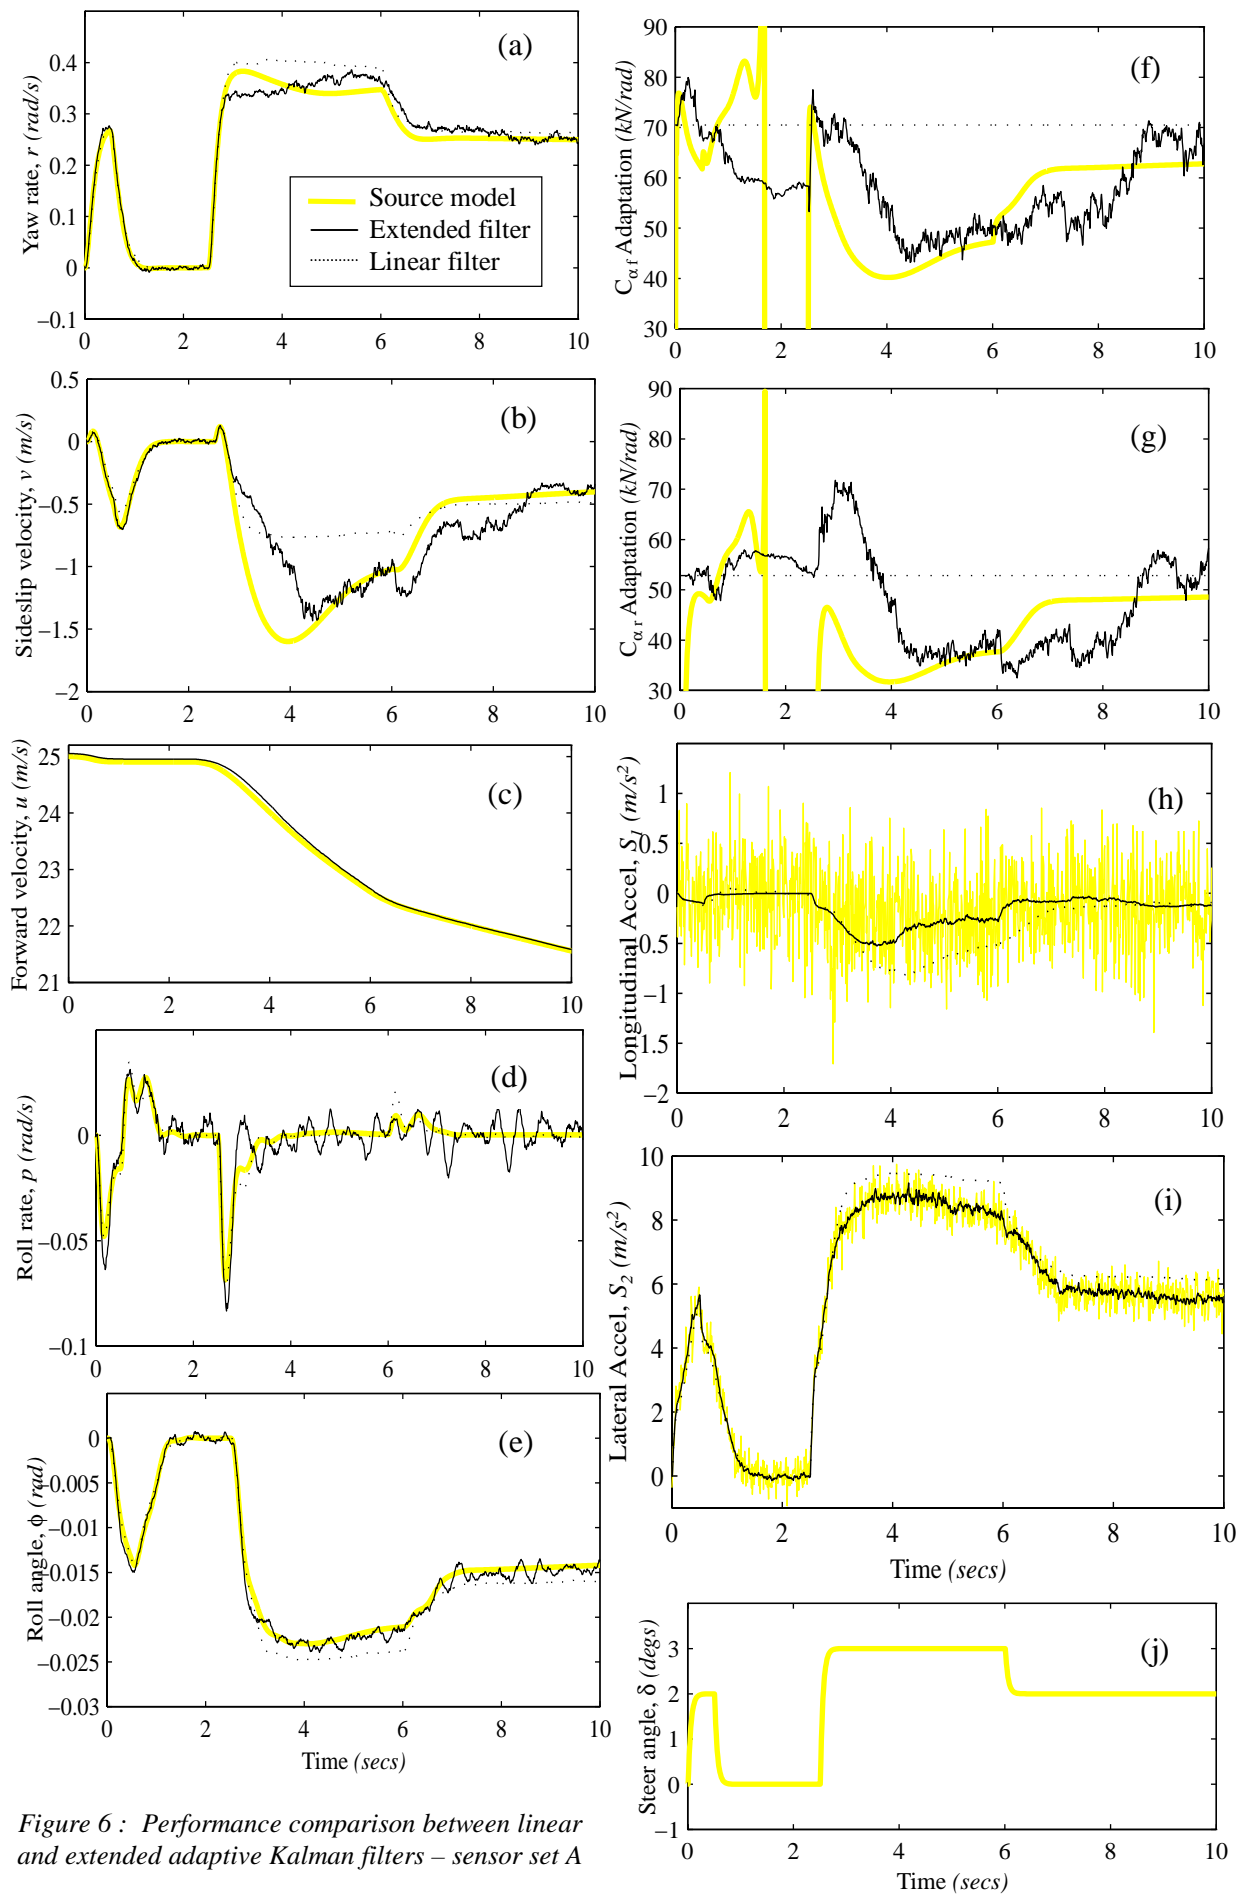 (a)
Yaw rate, r (rad/s)
0.4
0.3
0.2
0.1
0
−0.1
0 2 4 6 8 10
Source model
Extended filter
Linear filter
(b)
Sideslip velocity, v (m/s)
0.5
0
−0.5
−1
−1.5
−2
0 2 4 6 8 10
(c)
Forward velocity, u (m/s)
25
24
23
22
21
0 2 4 6 8 10
(d)
Roll rate, p (rad/s)
0
−0.05
−0.1
0 2 4 6 8 10
(e)
Roll angle, ϕ (rad)
0
−0.005
−0.01
−0.015
−0.02
−0.025
−0.03
0 2 4 6 8 10
Time (secs)
(f)
Cα f Adaptation (kN/rad)
90
80
70
60
50
40
30
0 2 4 6 8 10
(g)
Cα r Adaptation (kN/rad)
90
80
70
60
50
40
30
0 2 4 6 8 10
(h)
Longitudinal Accel, S1 (m/s2)
1
0.5
0
−0.5
−1
−1.5
−2
0 2 4 6 8 10
(i)
Lateral Accel, S2 (m/s2)
10
8
6
4
2
0
0 2 4 6 8 10
Time (secs)
(j)
Steer angle, δ (degs)
3
2
1
0
−1
0 2 4 6 8 10
Time (secs)
Figure 6 : Performance comparison between linear
and extended adaptive Kalman filters – sensor set A